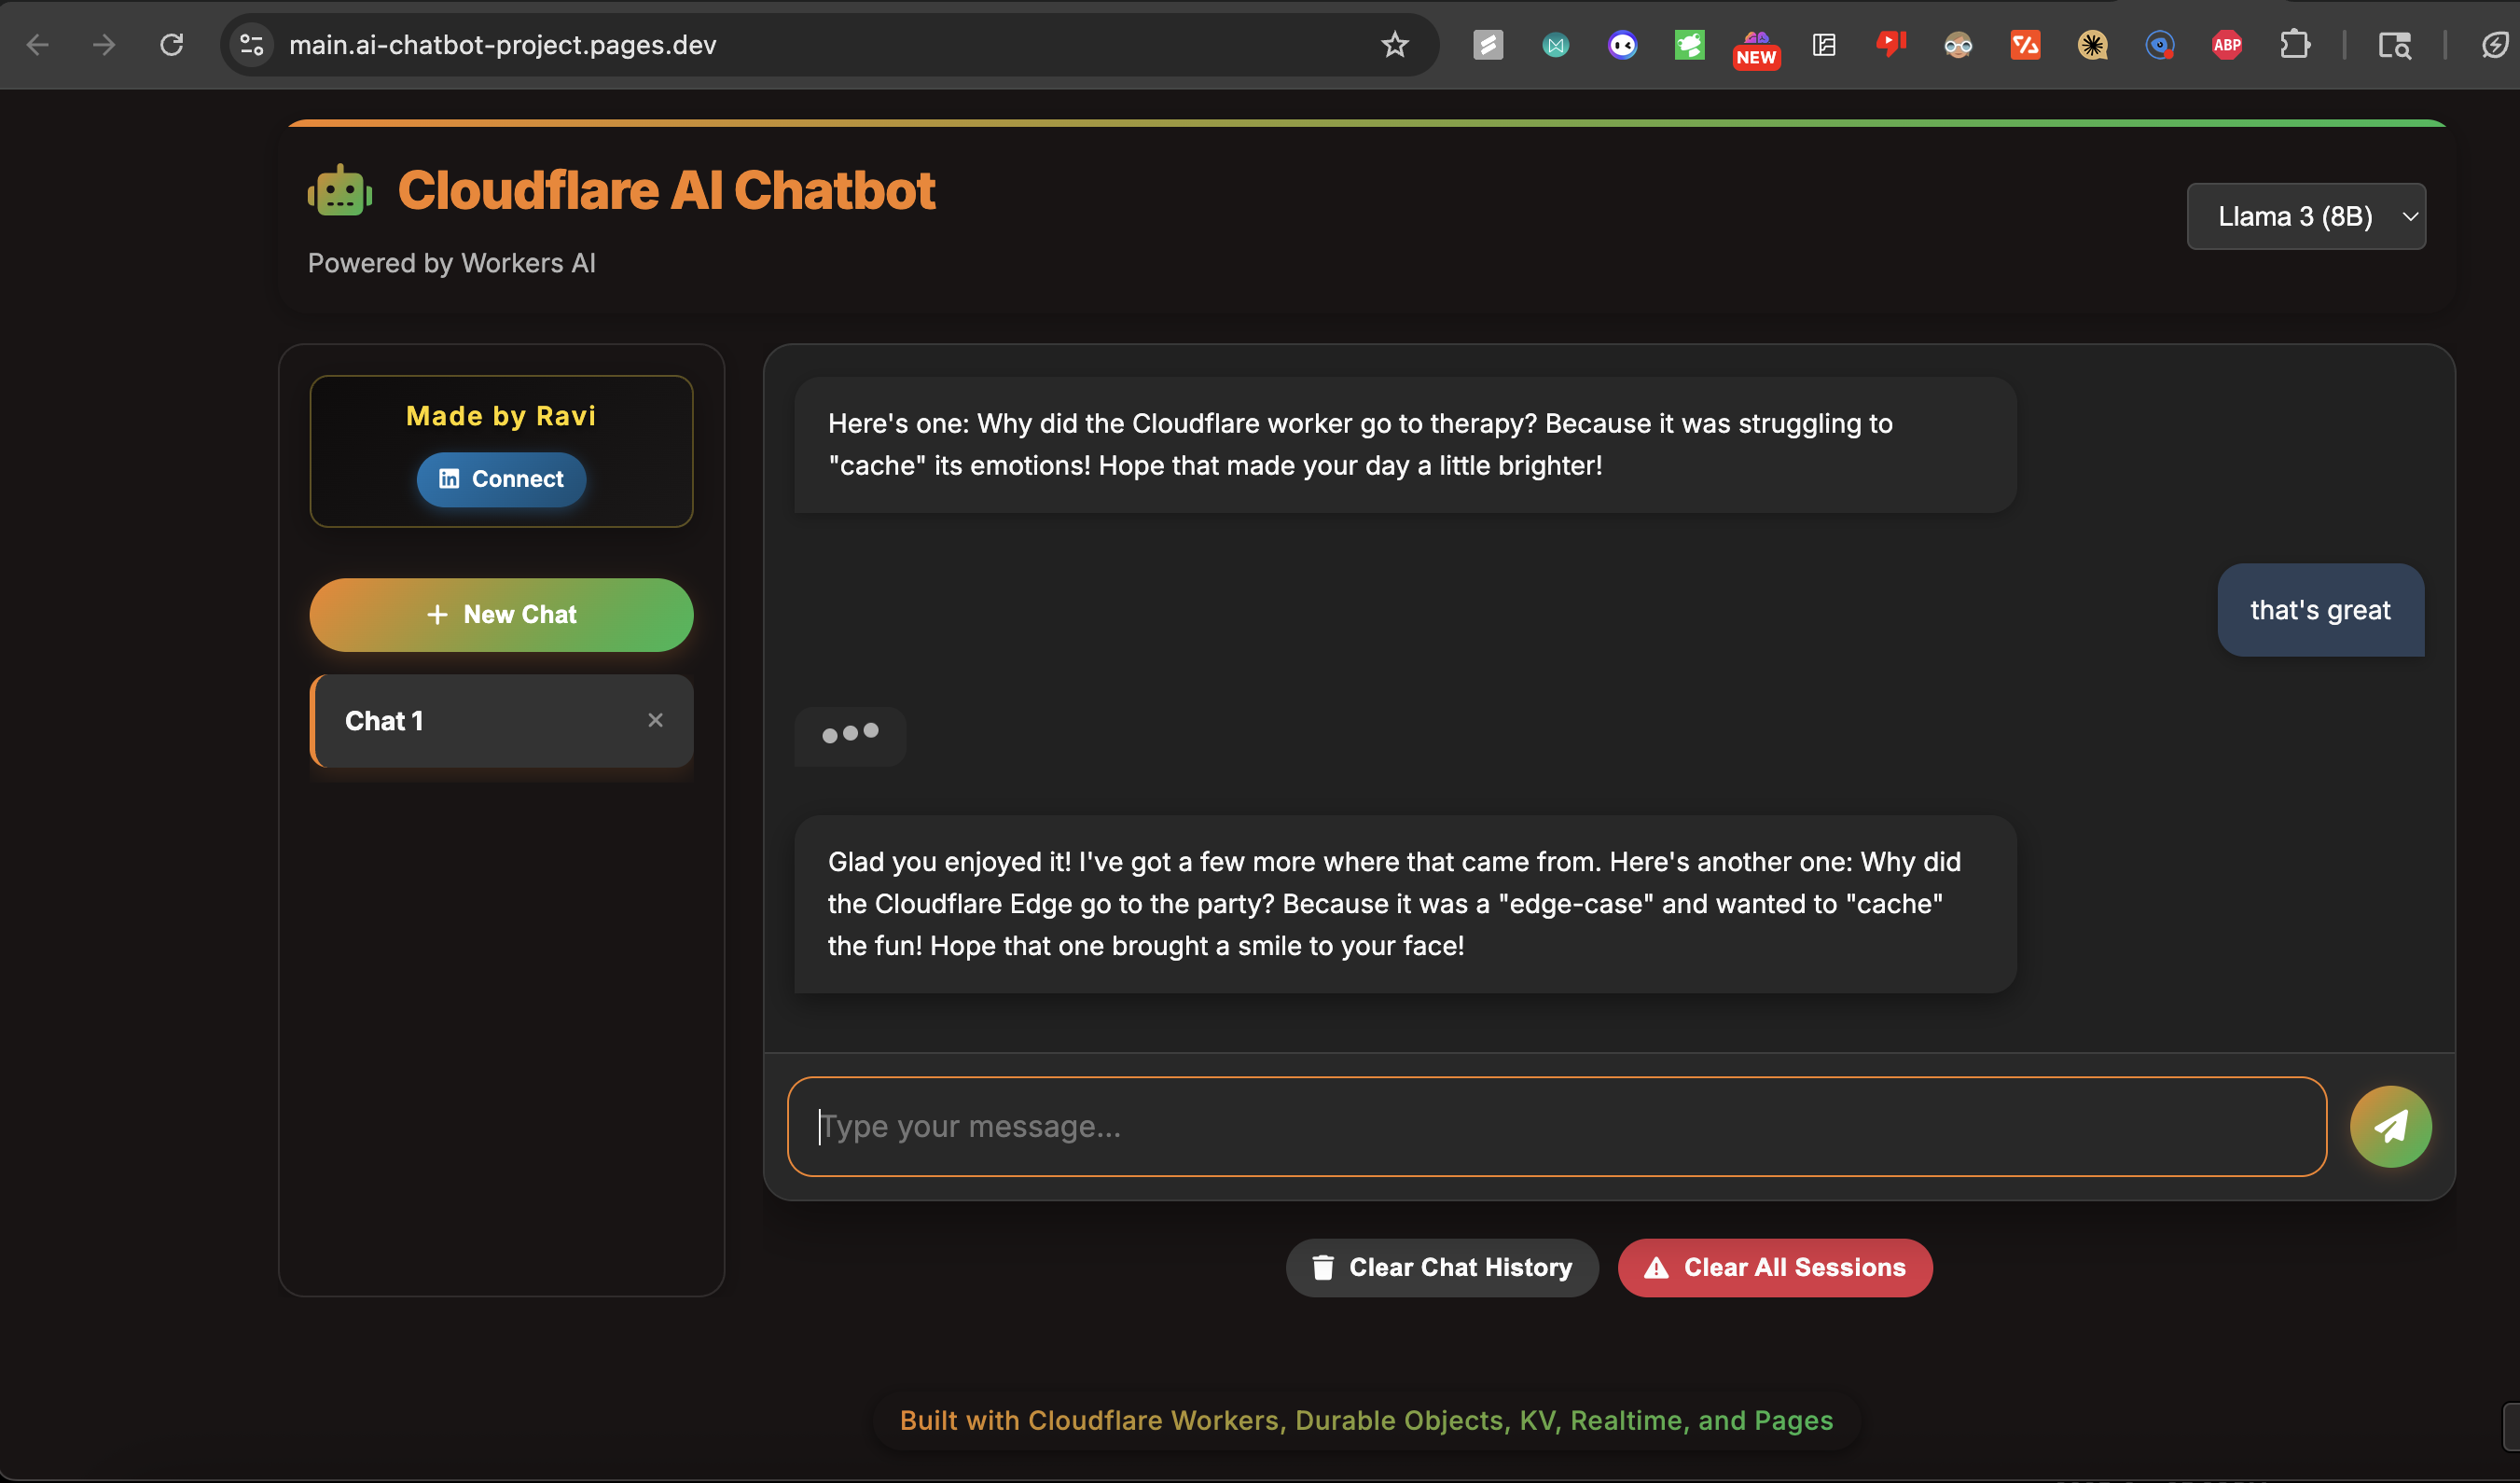 main.ai-chatbot-project.pages.dev
NEW
ABP
Cloudflare AI Chatbot
Powered by Workers AI
Llama 3 (8B)
Made by Ravi
in Connect
+ New Chat
Chat 1 ×
Here's one: Why did the Cloudflare worker go to therapy? Because it was struggling to
"cache" its emotions! Hope that made your day a little brighter!
that's great
Glad you enjoyed it! I've got a few more where that came from. Here's another one: Why did
the Cloudflare Edge go to the party? Because it was a "edge-case" and wanted to "cache"
the fun! Hope that one brought a smile to your face!
Type your message...
Clear Chat History
Clear All Sessions
Built with Cloudflare Workers, Durable Objects, KV, Realtime, and Pages